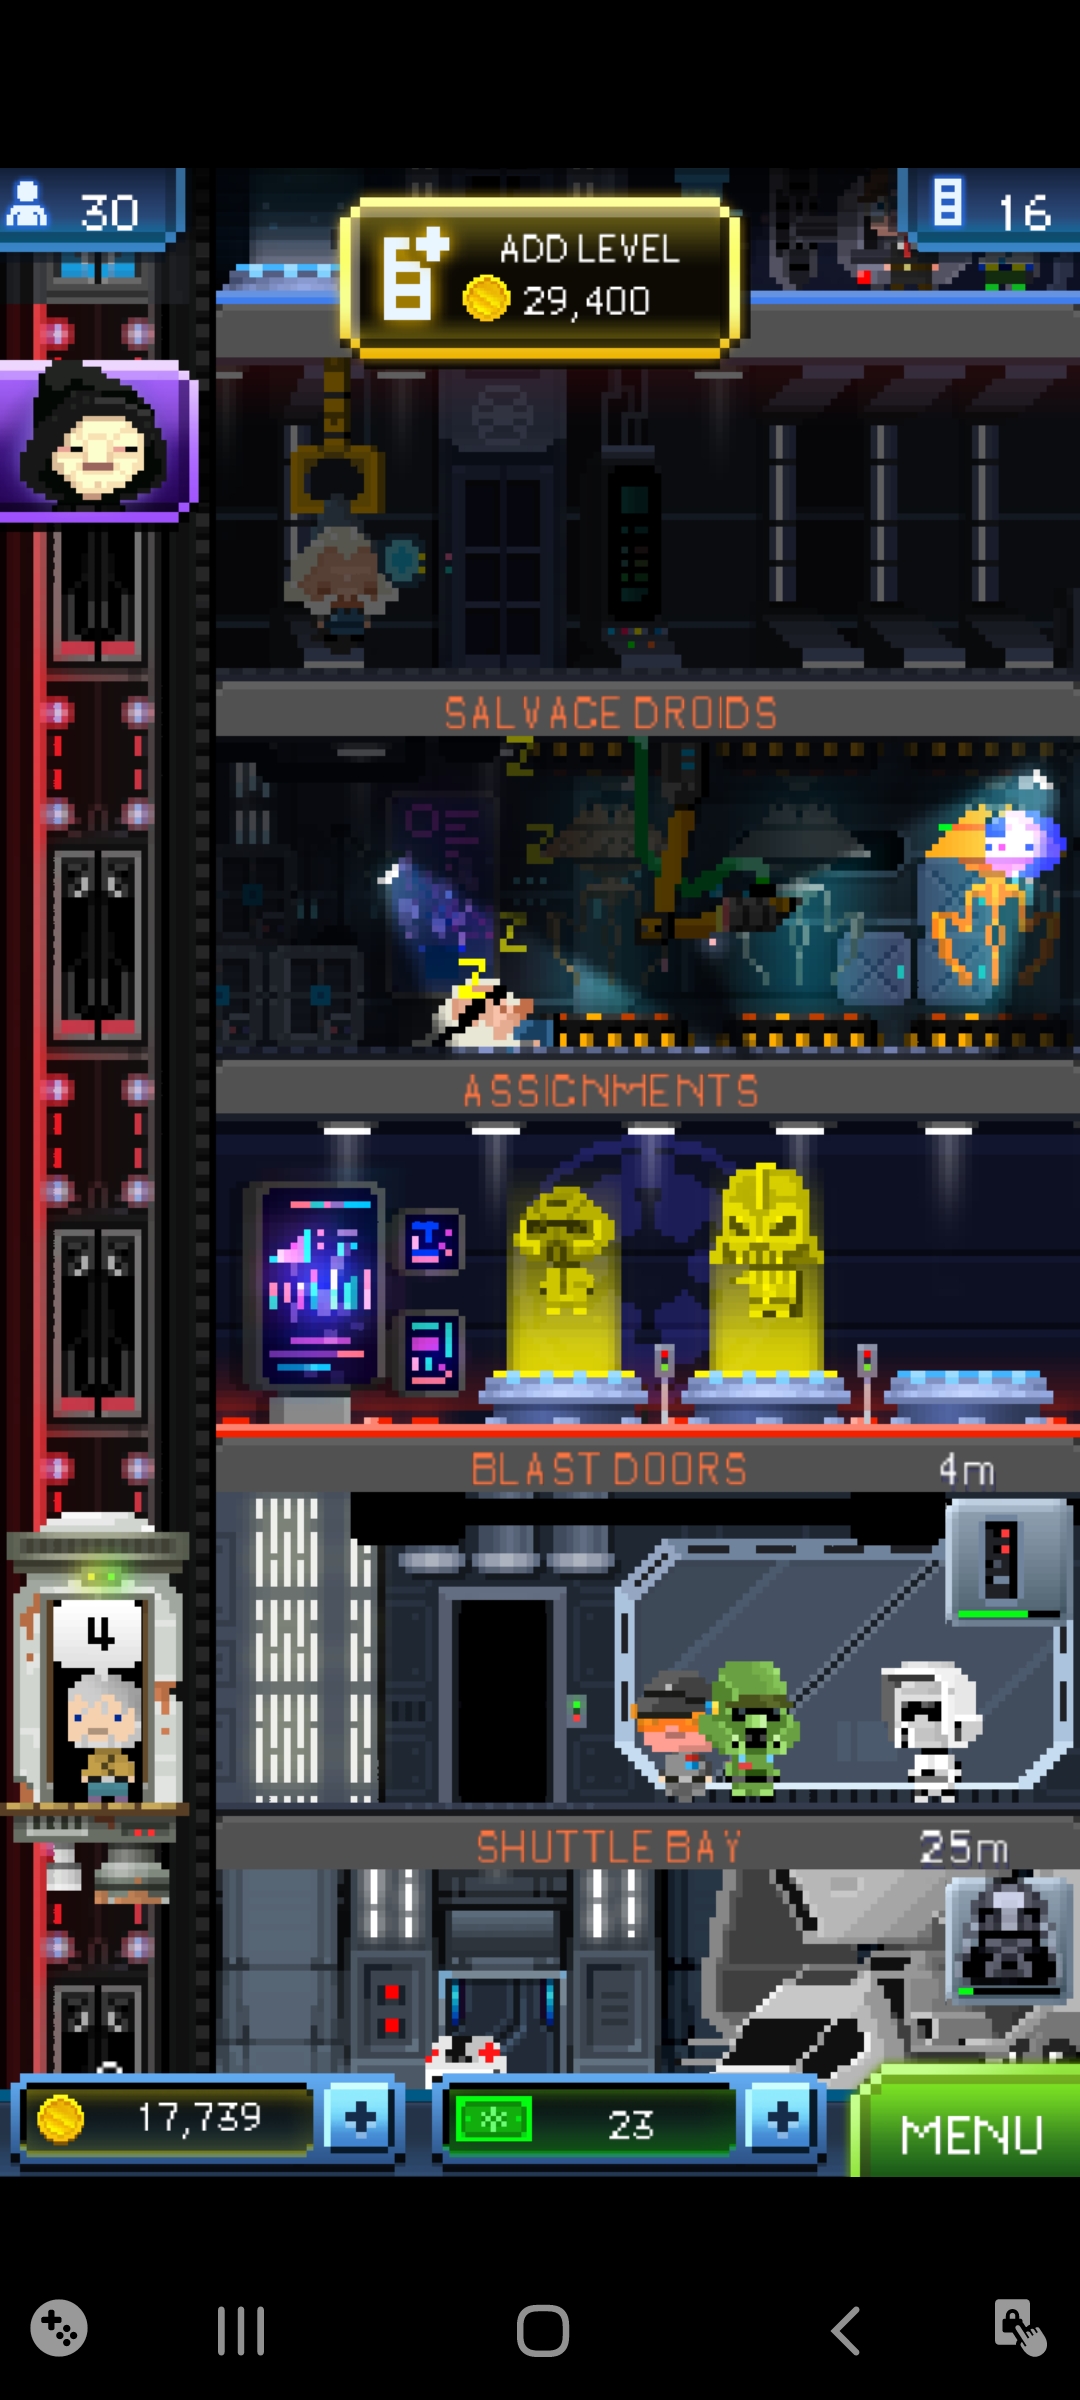 30
ADD LEVEL
29,400
16
SALVAGE DROIDS
Z
Z
Z
Z
ASSIGNMENTS
BLAST DOORS 4m
4
SHUTTLE BAY 25m
17,739
23
MENU